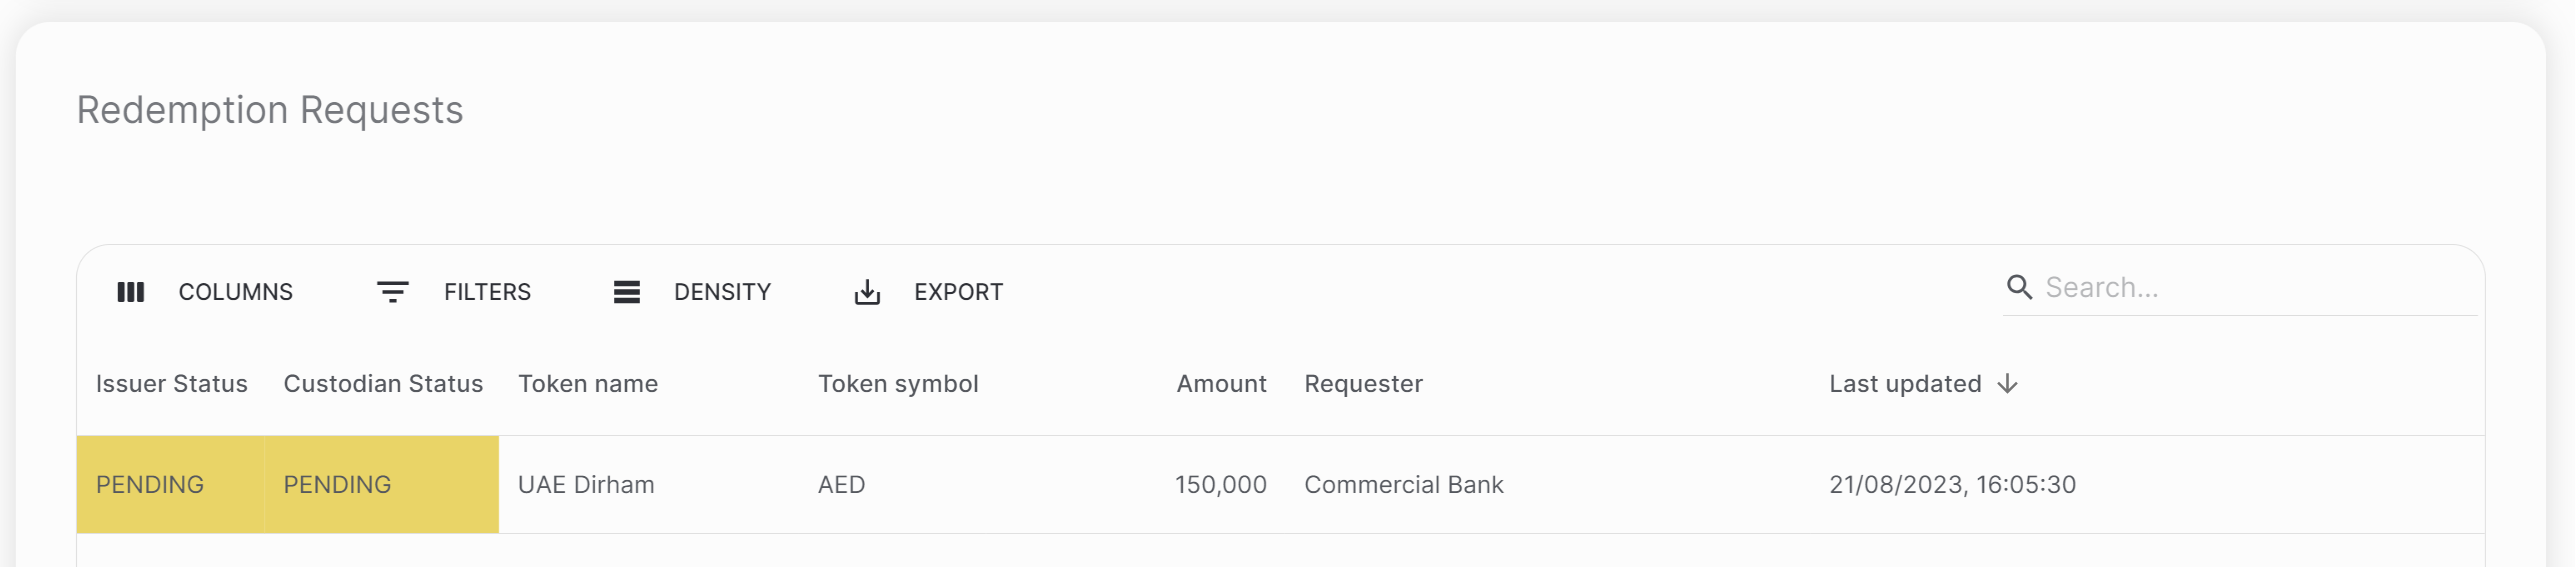 Redemption Requests
COLUMNS FILTERS DENSITY EXPORT Search...
Issuer Status Custodian Status Token name Token symbol Amount Requester Last updated
PENDING PENDING UAE Dirham AED 150,000 Commercial Bank 21/08/2023, 16:05:30